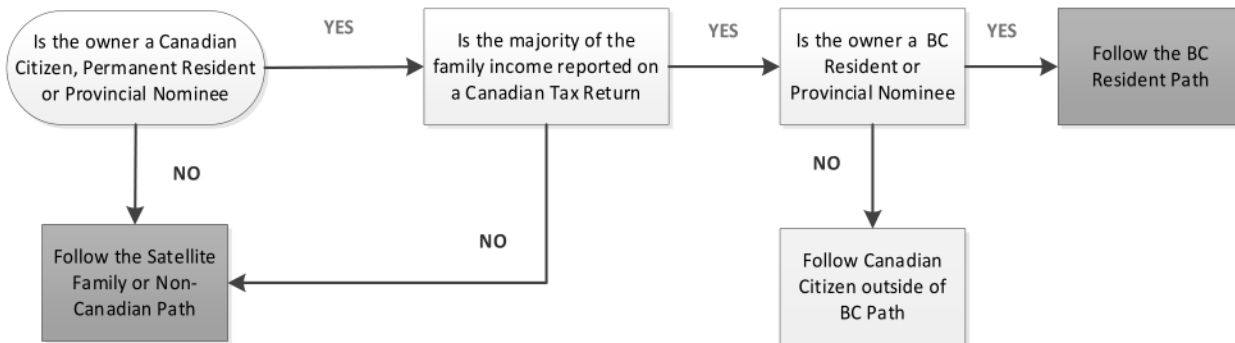 Is the owner a Canadian
Citizen, Permanent Resident
or Provincial Nominee
YES
Is the majority of the
family income reported on
a Canadian Tax Return
YES
Is the owner a BC
Resident or
Provincial Nominee
YES
Follow the BC
Resident Path
NO
NO
NO
Follow the Satellite
Family or Non-
Canadian Path
Follow Canadian
Citizen outside of
BC Path